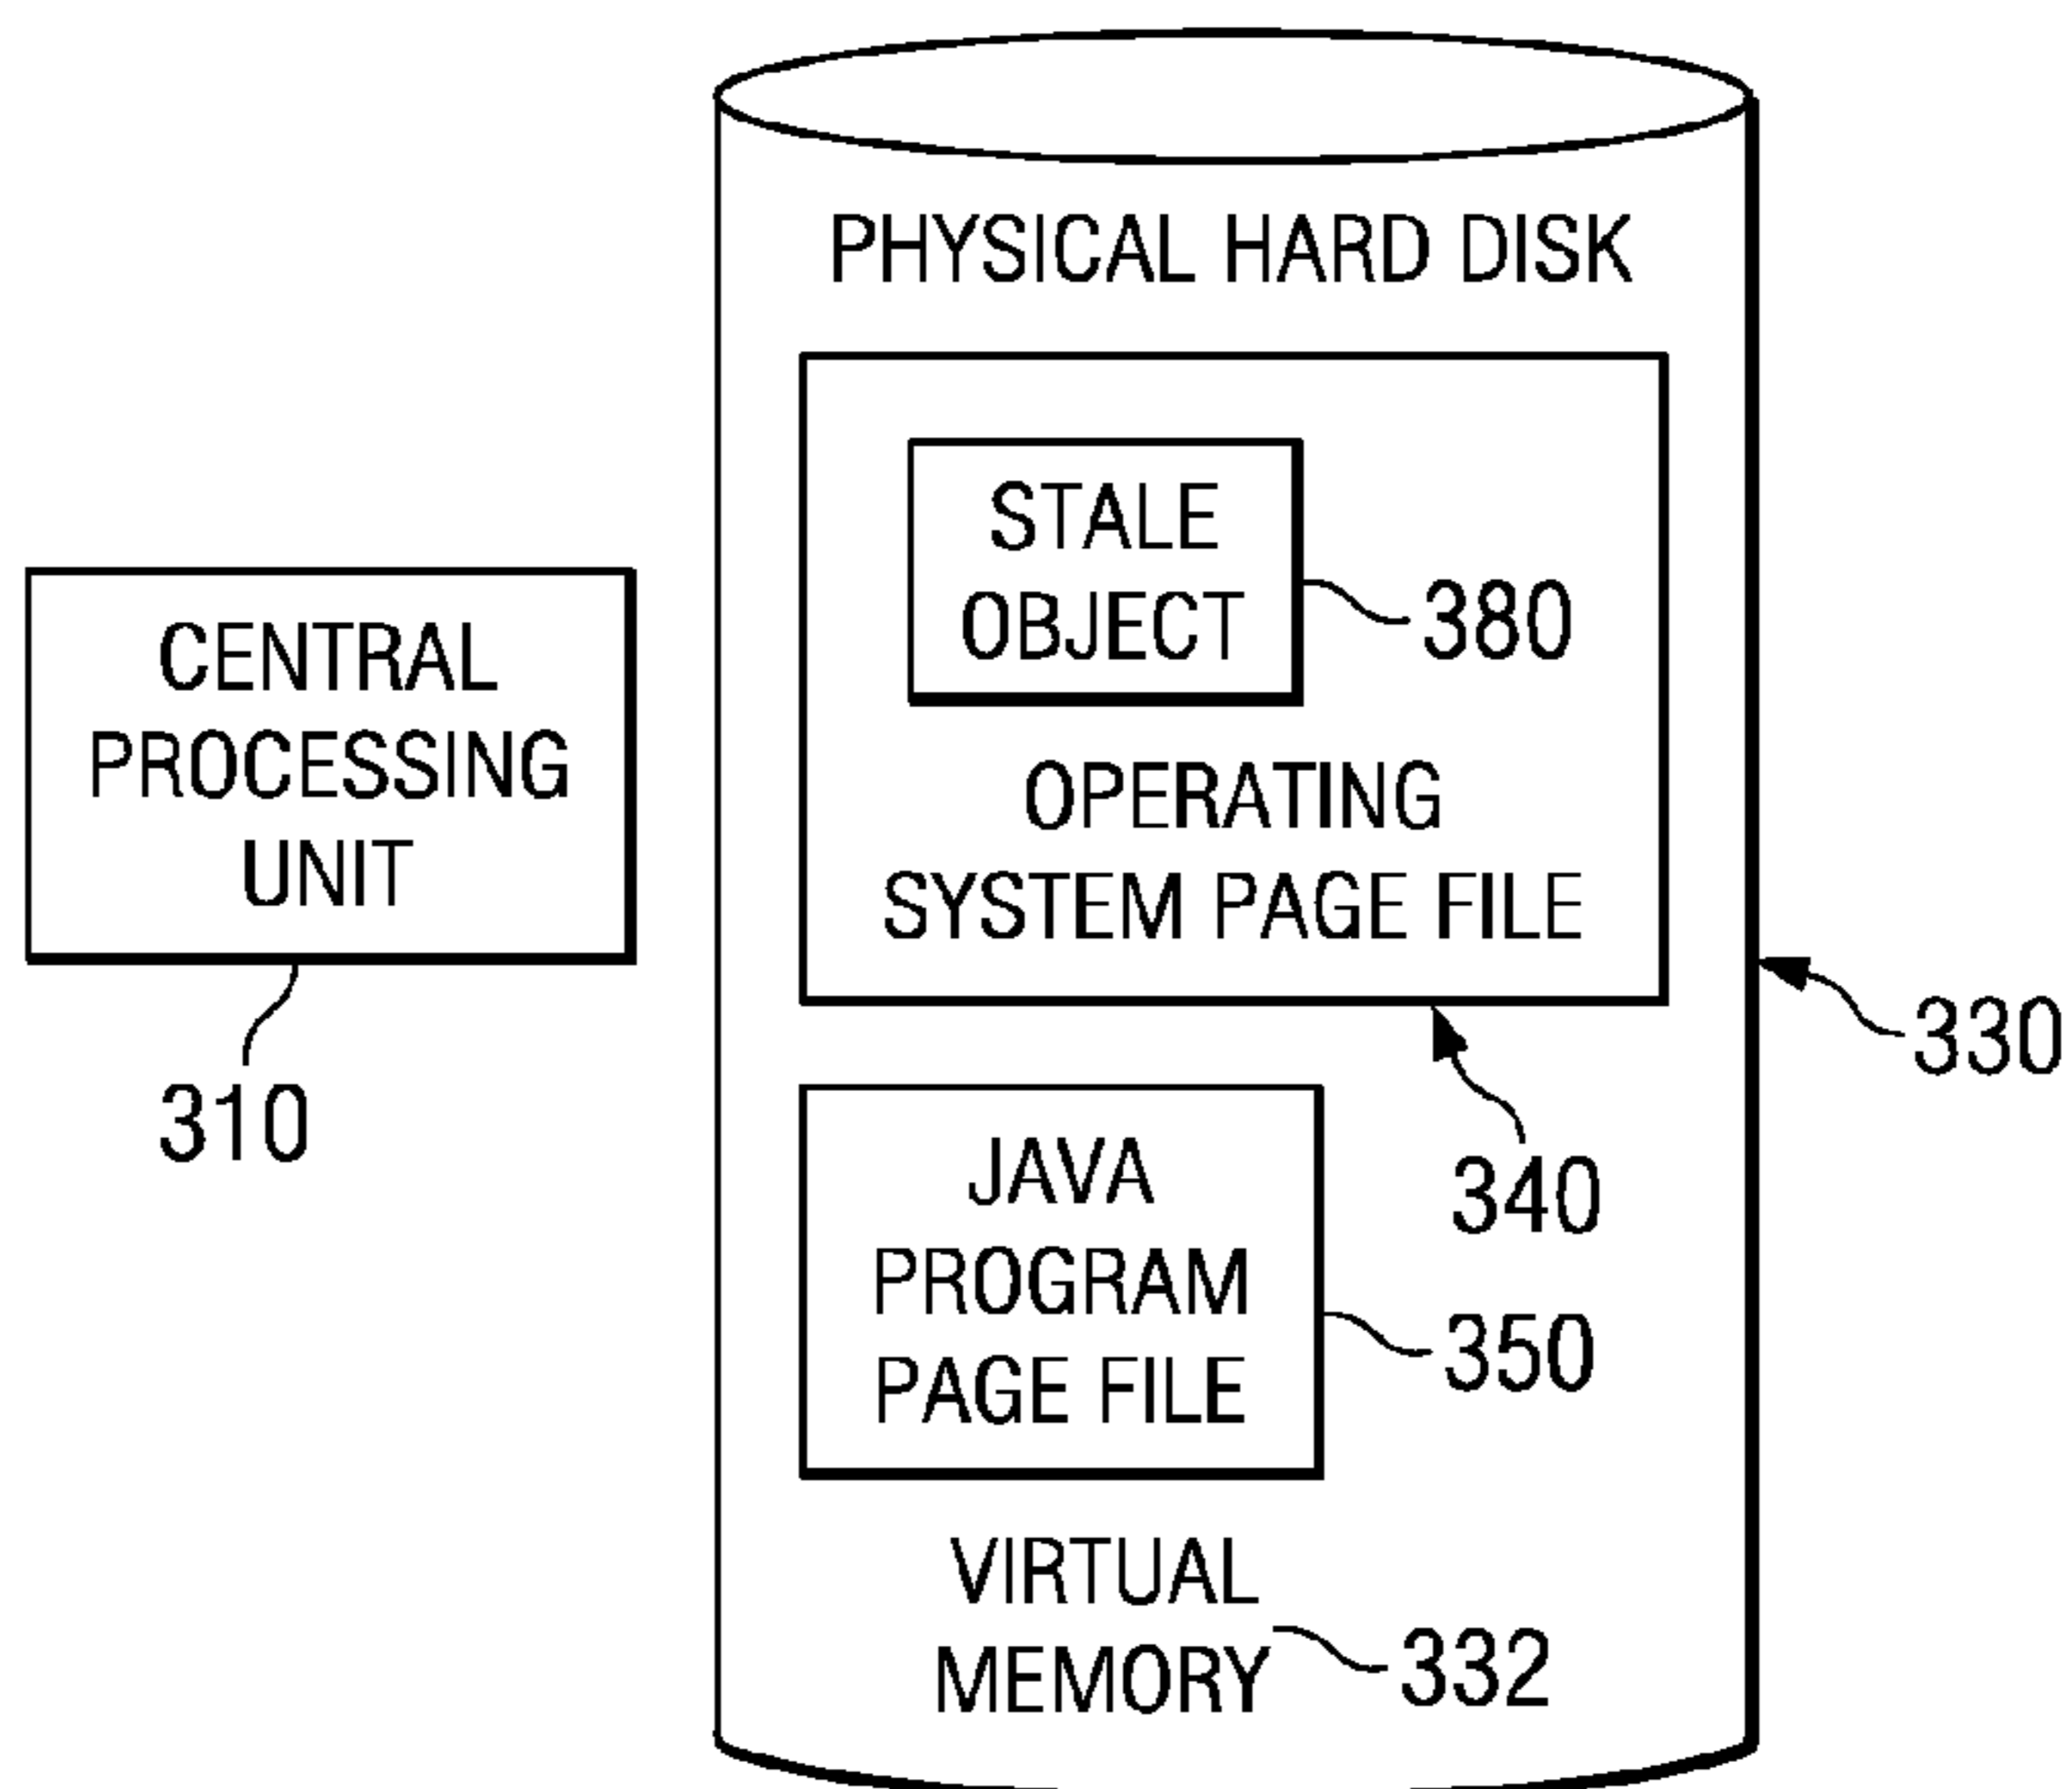 PHYSICAL HARD DISK
STALE
OBJECT
380
OPERATING
SYSTEM PAGE FILE
CENTRAL
PROCESSING
UNIT
310
330
340
JAVA
PROGRAM
PAGE FILE
350
VIRTUAL
MEMORY
332